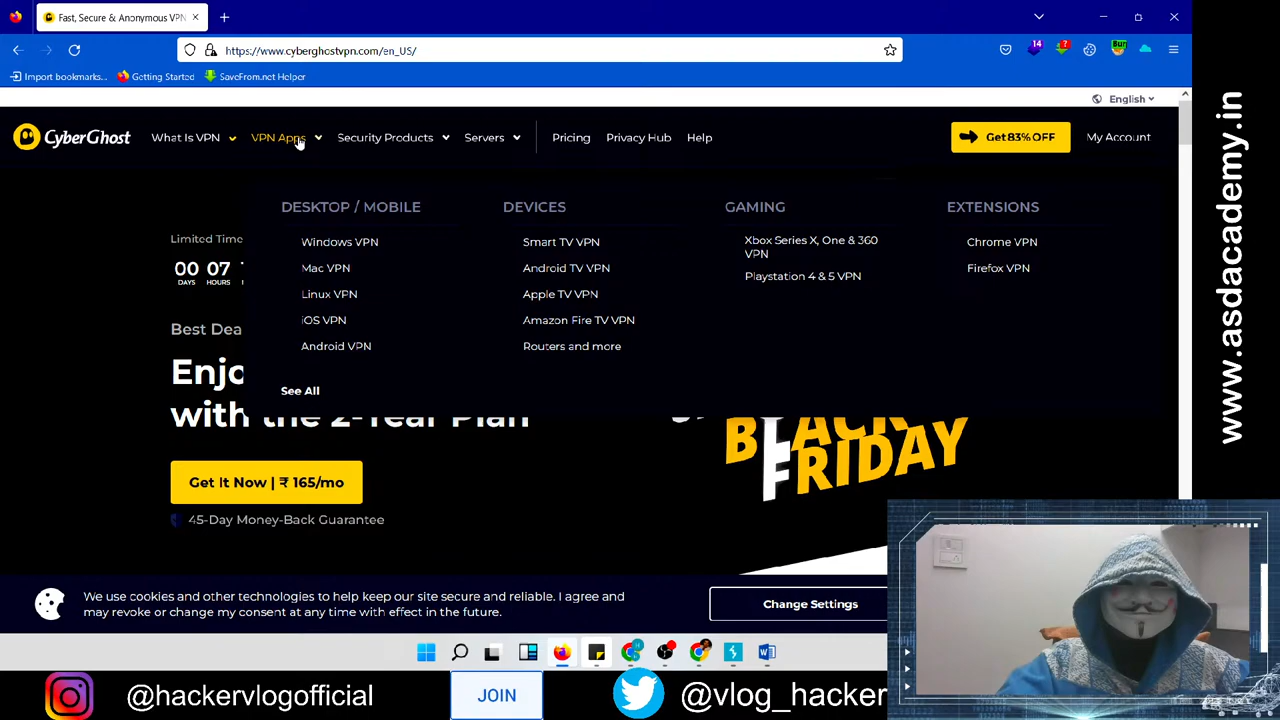 Fast, Secure & Anonymous VPN
https://www.cyberghostvpn.com/en_US/
14
?
Bur
Import bookmarks...
Getting Started
SaveFrom.net Helper
English
CyberGhost
What Is VPN
VPN Apps
Security Products
Servers
Pricing
Privacy Hub
Help
Get 83% OFF
My Account
DESKTOP / MOBILE
DEVICES
GAMING
EXTENSIONS
Windows VPN
Mac VPN
Linux VPN
iOS VPN
Android VPN
See All
Smart TV VPN
Android TV VPN
Apple TV VPN
Amazon Fire TV VPN
Routers and more
Xbox Series X, One & 360
VPN
Playstation 4 & 5 VPN
Chrome VPN
Firefox VPN
Limited Time
00 07
DAYS HOURS
Best Dea
Enjo
with the 2-Year Plan
Get It Now | ₹ 165/mo
45-Day Money-Back Guarantee
BLACK
FRIDAY
We use cookies and other technologies to help keep our site secure and reliable. I agree and
may revoke or change my consent at any time with effect in the future.
Change Settings
@hackervlogofficial
JOIN
@vlog_hacker
www.asdacademy.in